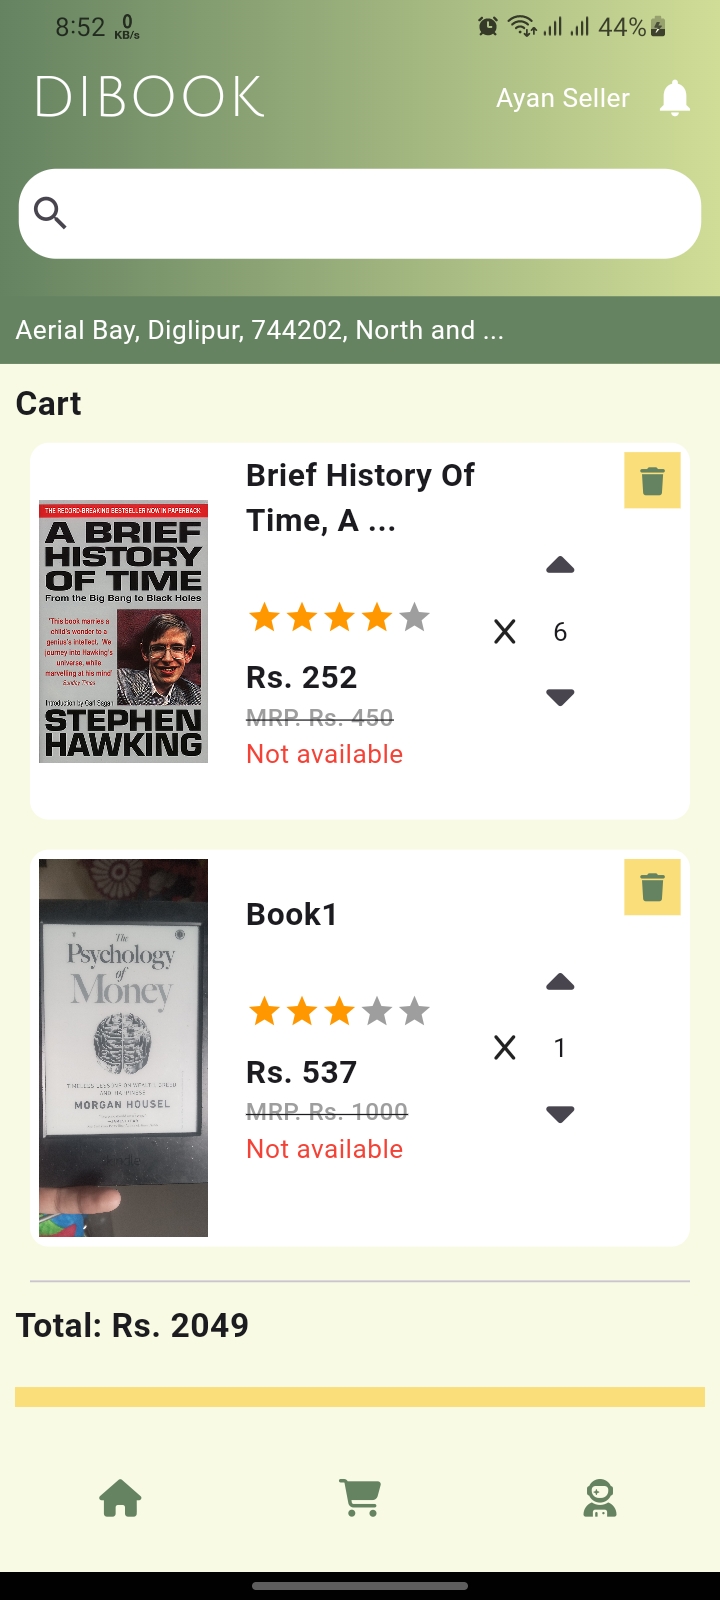 8:52 0 KB/s 44%
DIBOOK
Ayan Seller
Aerial Bay, Diglipur, 744202, North and ...
Cart
THE RECORD-BREAKING BESTSELLER NOW IN PAPERBACK
A BRIEF
HISTORY
OF TIME
From the Big Bang to Black Holes
'This book marries a
child's wonder to a
genius's intellect. We
journey into Hawking's
universe, while
marvelling at his mind'
Sunday Times
Introduction by Carl Sagan
STEPHEN
HAWKING
Brief History Of
Time, A ...
X 6
Rs. 252
MRP. Rs. 450
Not available
The
Psychology
of
Money
TIMELESS LESSONS ON WEALTH, GREED
AND HAPPINESS
MORGAN HOUSEL
Book1
X 1
Rs. 537
MRP. Rs. 1000
Not available
Total: Rs. 2049